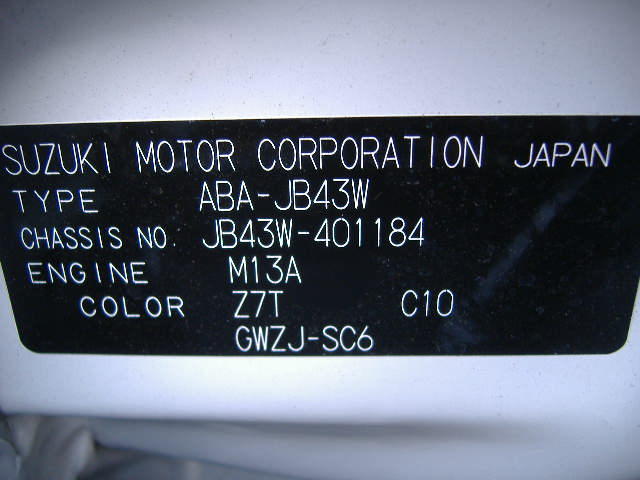 SUZUKI MOTOR CORPORATION JAPAN
TYPE ABA-JB43W
CHASSIS NO. JB43W-401184
ENGINE M13A
COLOR Z7T C10
GWZJ-SC6